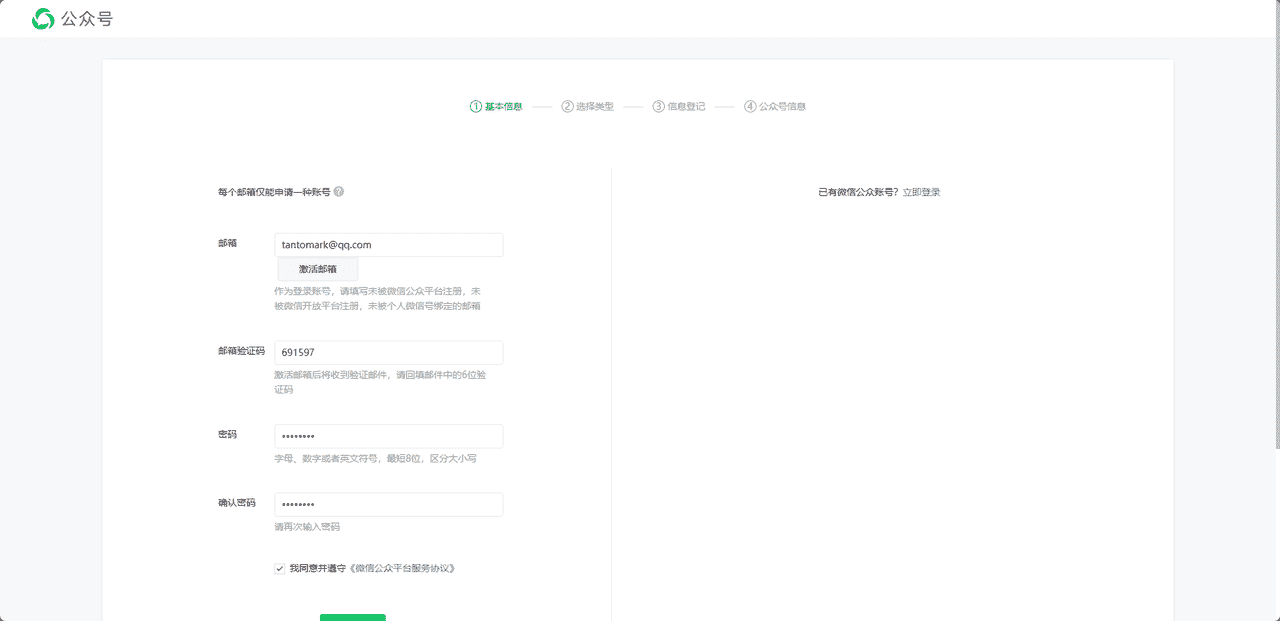 公众号
① 基本信息 ② 选择类型 ③ 信息登记 ④ 公众号信息
每个邮箱仅能申请一种账号 ?
已有微信公众账号？立即登录
邮箱 tantomark@qq.com
激活邮箱
作为登录账号，请填写未被微信公众平台注册，未
被微信开放平台注册，未被个人微信号绑定的邮箱
邮箱验证码 691597
激活邮箱后将收到验证邮件，请回填邮件中的6位验
证码
密码 ••••••••
字母、数字或者英文符号，最短8位，区分大小写
确认密码 ••••••••
请再次输入密码
我同意并遵守《微信公众平台服务协议》